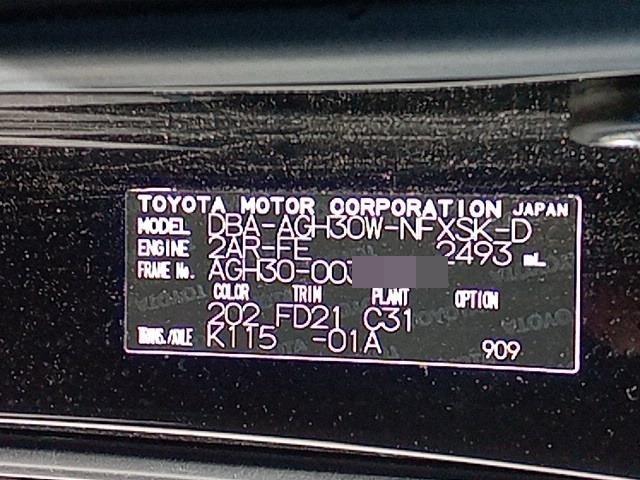 TOYOTA MOTOR CORPORATION JAPAN
MODEL DBA-AGH30W-NFXSK-D
ENGINE 2AR-FE 2493 mL
FRAME No. AGH30-003
COLOR TRIM PLANT OPTION
202 FD21 C31
TRANS./AXLE K115 -01A
909